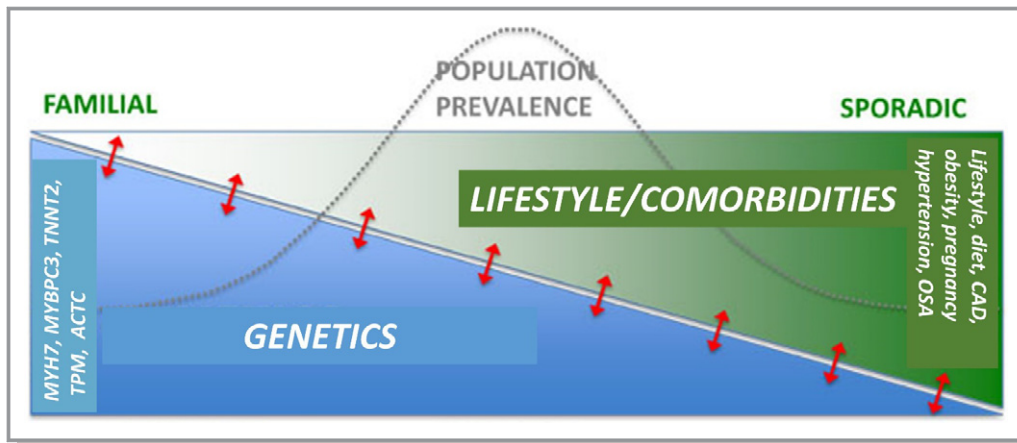 POPULATION
PREVALENCE
FAMILIAL
SPORADIC
LIFESTYLE/COMORBIDITIES
GENETICS
MYH7, MYBPC3, TNNT2,
TPM, ACTC
Lifestyle, diet, CAD,
obesity, pregnancy
hypertension, OSA